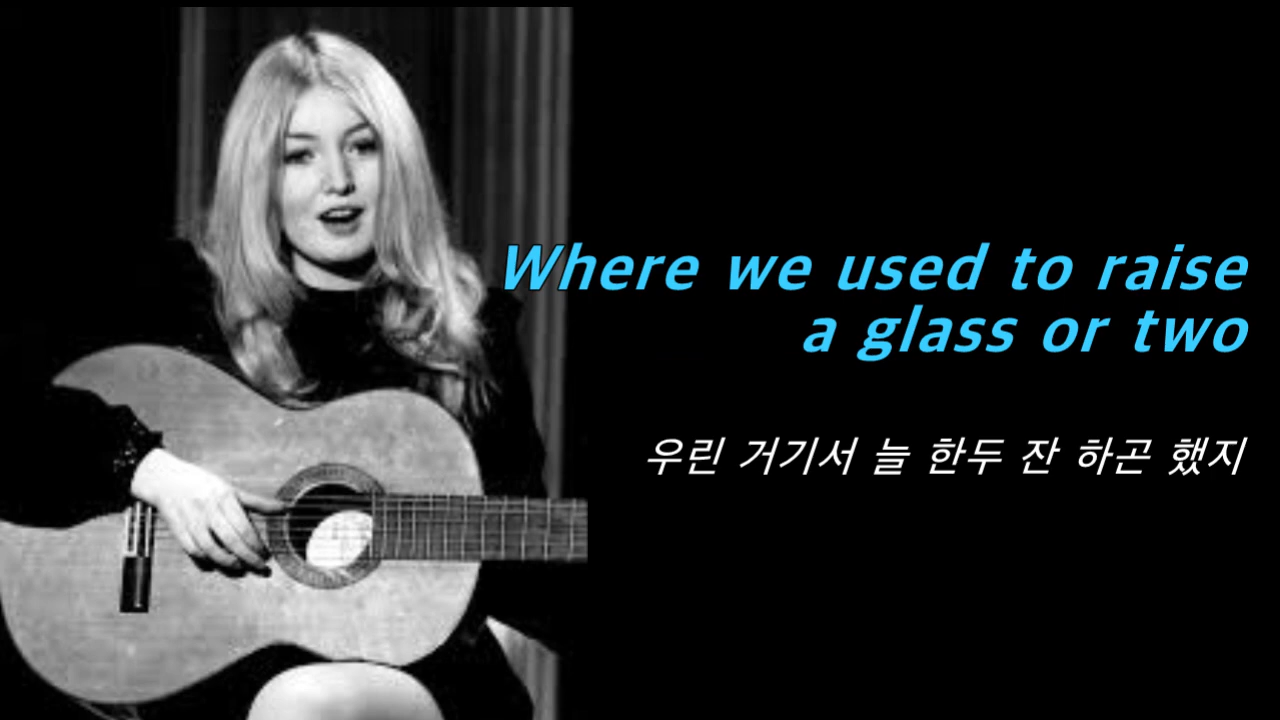 Where we used to raise
a glass or two
우린 거기서 늘 한두 잔 하곤 했지